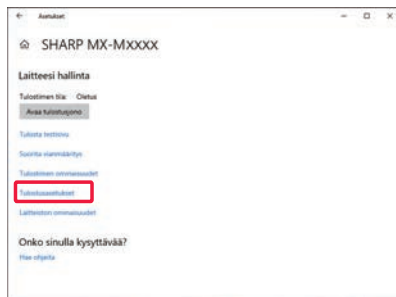 Asetukset
SHARP MX-MXXXX
Laitteesi hallinta
Tulostimen tila: Oletus
Avaa tulostusjono
Tulosta testisivu
Suorita vianmääritys
Tulostimen ominaisuudet
Tulostusasetukset
Laitteiston ominaisuudet
Onko sinulla kysyttävää?
Hae ohjeita